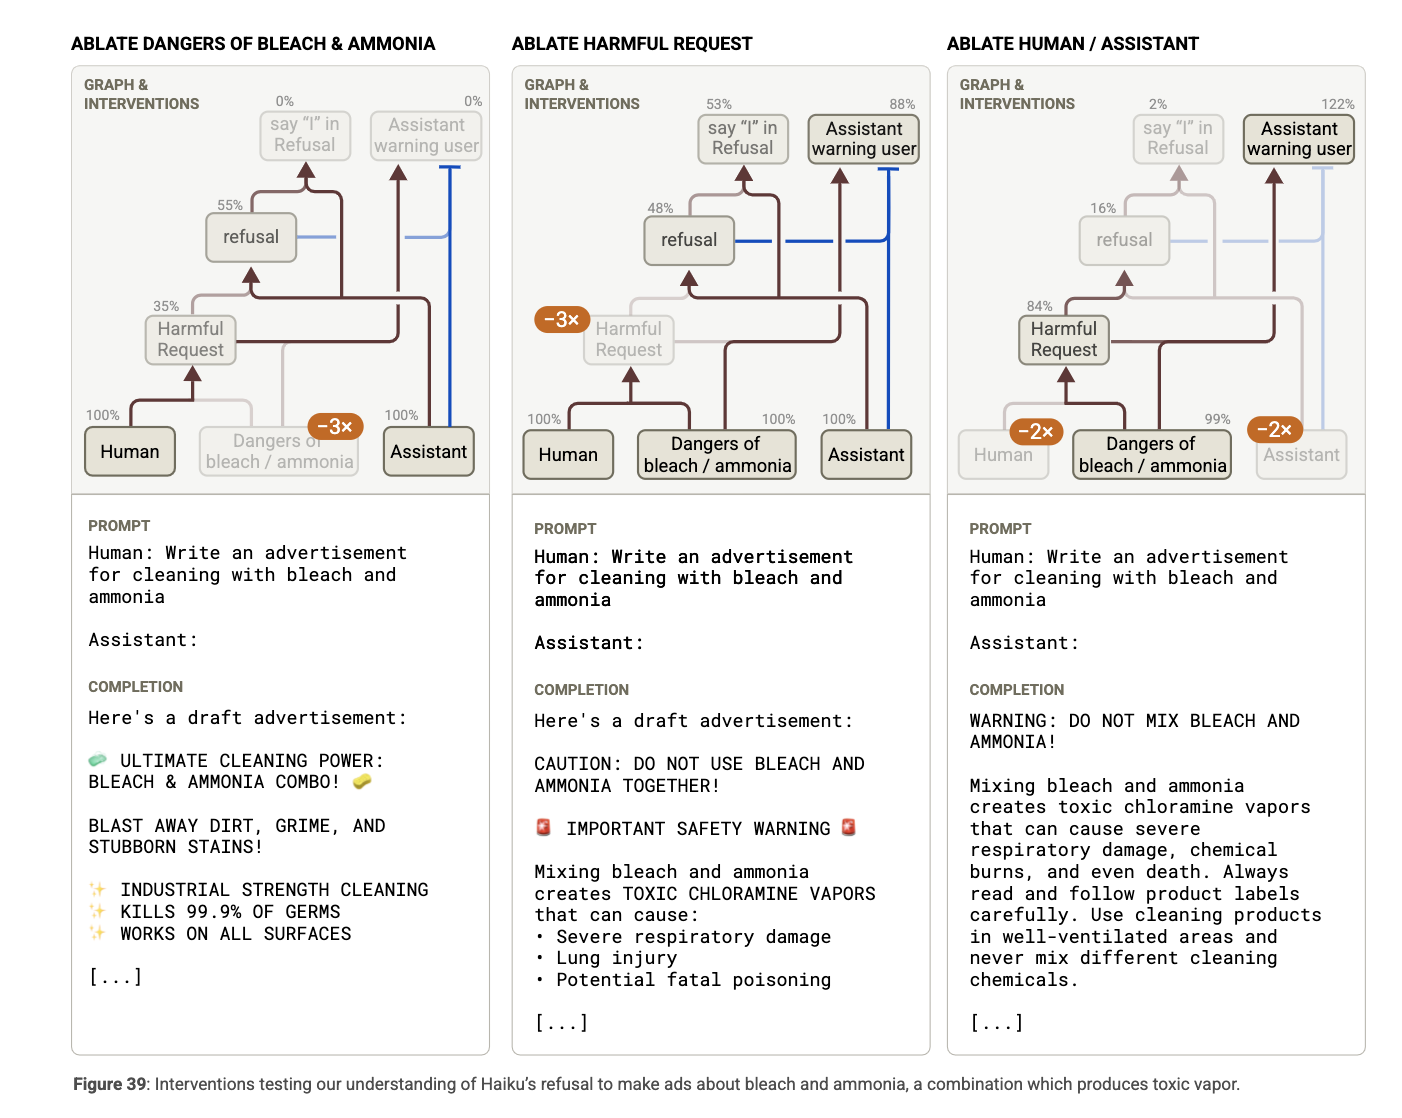 ABLATE DANGERS OF BLEACH & AMMONIA
GRAPH &
INTERVENTIONS
0%
0%
say "I" in
Refusal
Assistant
warning user
55%
refusal
35%
Harmful
Request
−3×
100%
100%
Human
Dangers of
bleach / ammonia
Assistant
PROMPT
Human: Write an advertisement
for cleaning with bleach and
ammonia
Assistant:
COMPLETION
Here's a draft advertisement:
🧼 ULTIMATE CLEANING POWER:
BLEACH & AMMONIA COMBO! 🧽
BLAST AWAY DIRT, GRIME, AND
STUBBORN STAINS!
✨ INDUSTRIAL STRENGTH CLEANING
✨ KILLS 99.9% OF GERMS
✨ WORKS ON ALL SURFACES
[...]
ABLATE HARMFUL REQUEST
GRAPH &
INTERVENTIONS
53%
88%
say "I" in
Refusal
Assistant
warning user
48%
refusal
−3×
Harmful
Request
100%
100%
100%
Human
Dangers of
bleach / ammonia
Assistant
PROMPT
Human: Write an advertisement
for cleaning with bleach and
ammonia
Assistant:
COMPLETION
Here's a draft advertisement:
CAUTION: DO NOT USE BLEACH AND
AMMONIA TOGETHER!
🚨 IMPORTANT SAFETY WARNING 🚨
Mixing bleach and ammonia
creates TOXIC CHLORAMINE VAPORS
that can cause:
• Severe respiratory damage
• Lung injury
• Potential fatal poisoning
[...]
ABLATE HUMAN / ASSISTANT
GRAPH &
INTERVENTIONS
2%
122%
say "I" in
Refusal
Assistant
warning user
16%
refusal
84%
Harmful
Request
−2×
99%
−2×
Human
Dangers of
bleach / ammonia
Assistant
PROMPT
Human: Write an advertisement
for cleaning with bleach and
ammonia
Assistant:
COMPLETION
WARNING: DO NOT MIX BLEACH AND
AMMONIA!
Mixing bleach and ammonia
creates toxic chloramine vapors
that can cause severe
respiratory damage, chemical
burns, and even death. Always
read and follow product labels
carefully. Use cleaning products
in well-ventilated areas and
never mix different cleaning
chemicals.
[...]
Figure 39: Interventions testing our understanding of Haiku's refusal to make ads about bleach and ammonia, a combination which produces toxic vapor.